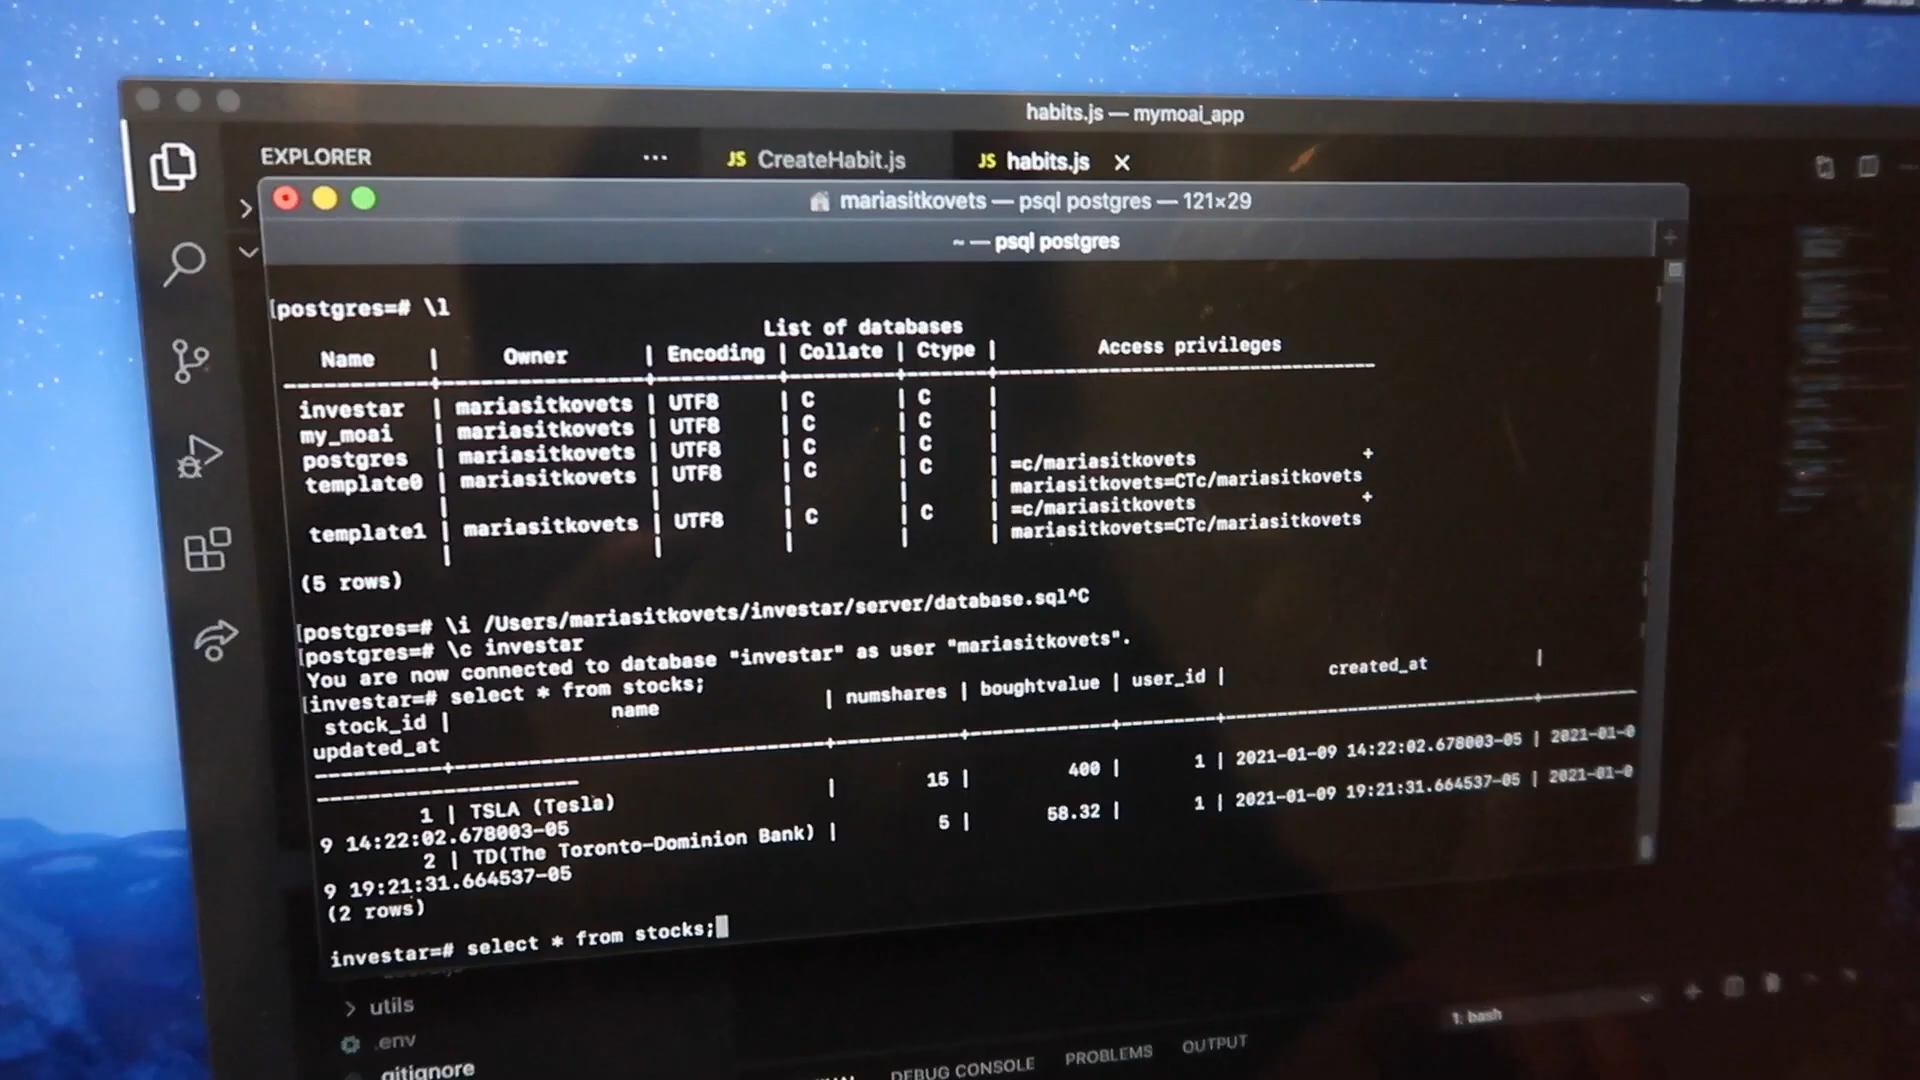 habits.js — mymoai_app
EXPLORER ... JS CreateHabit.js JS habits.js ×
mariasitkovets — psql postgres — 121×29
~ — psql postgres
[postgres=# \l
List of databases
Name | Owner | Encoding | Collate | Ctype | Access privileges
investar | mariasitkovets | UTF8 | C | C |
my_moai | mariasitkovets | UTF8 | C | C |
postgres | mariasitkovets | UTF8 | C | C |
template0 | mariasitkovets | UTF8 | C | C | =c/mariasitkovets +
| | | | | mariasitkovets=CTc/mariasitkovets
template1 | mariasitkovets | UTF8 | C | C | =c/mariasitkovets +
| | | | | mariasitkovets=CTc/mariasitkovets
(5 rows)
[postgres=# \i /Users/mariasitkovets/investar/server/database.sql^C
[postgres=# \c investar
You are now connected to database "investar" as user "mariasitkovets".
[investar=# select * from stocks;
stock_id | name | numshares | boughtvalue | user_id | created_at |
updated_at
1 | TSLA (Tesla) | 15 | 400 | 1 | 2021-01-09 14:22:02.678003-05 | 2021-01-0
9 14:22:02.678003-05
2 | TD(The Toronto-Dominion Bank) | 5 | 58.32 | 1 | 2021-01-09 19:21:31.664537-05 | 2021-01-0
9 19:21:31.664537-05
(2 rows)
investar=# select * from stocks;
utils
.env
gitignore
1: bash
DEBUG CONSOLE PROBLEMS OUTPUT